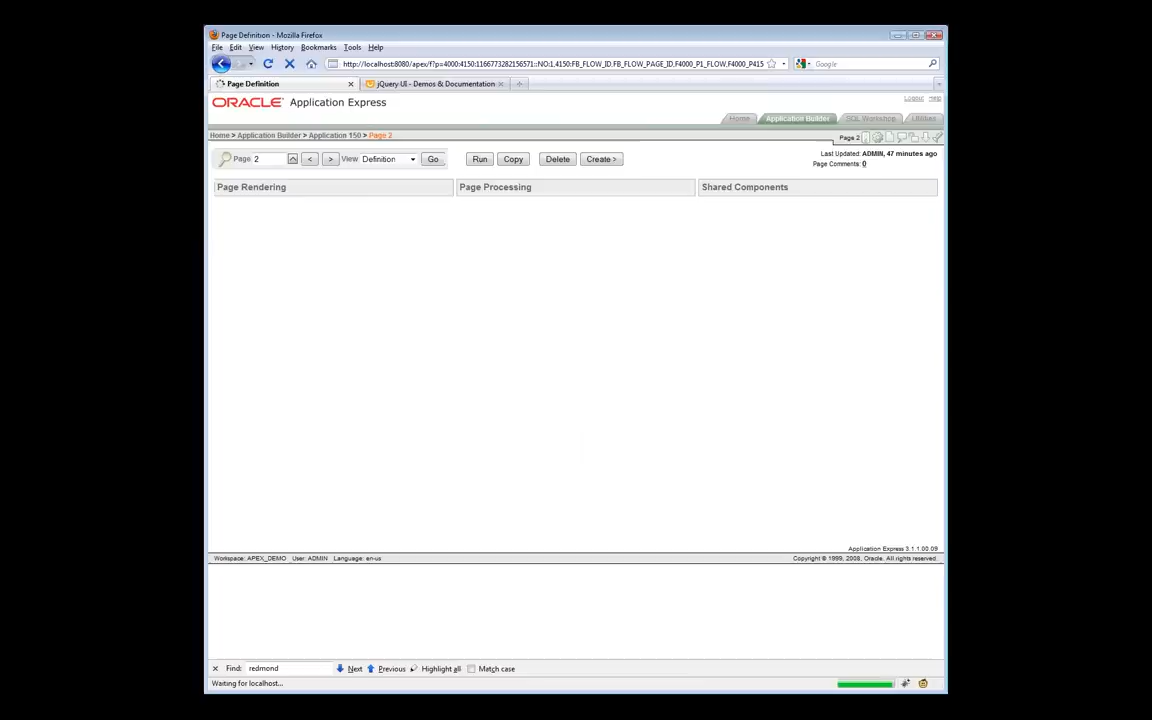 Page Definition - Mozilla Firefox
File Edit View History Bookmarks Tools Help
http://localhost:8080/apex/f?p=4000:4150:1166773282156571::NO:1,4150:FB_FLOW_ID,FB_FLOW_PAGE_ID,F4000_P1_FLOW,F4000_P415
Google
Page Definition
jQuery UI - Demos & Documentation
ORACLE Application Express
Logout Help
Home Application Builder SQL Workshop Utilities
Home > Application Builder > Application 150 > Page 2
Page 2
Page 2 < > View Definition Go Run Copy Delete Create >
Last Updated: ADMIN, 47 minutes ago
Page Comments: 0
Page Rendering Page Processing Shared Components
Application Express 3.1.1.00.09
Workspace: APEX_DEMO User: ADMIN Language: en-us
Copyright © 1999, 2008, Oracle. All rights reserved.
Find: redmond Next Previous Highlight all Match case
Waiting for localhost...